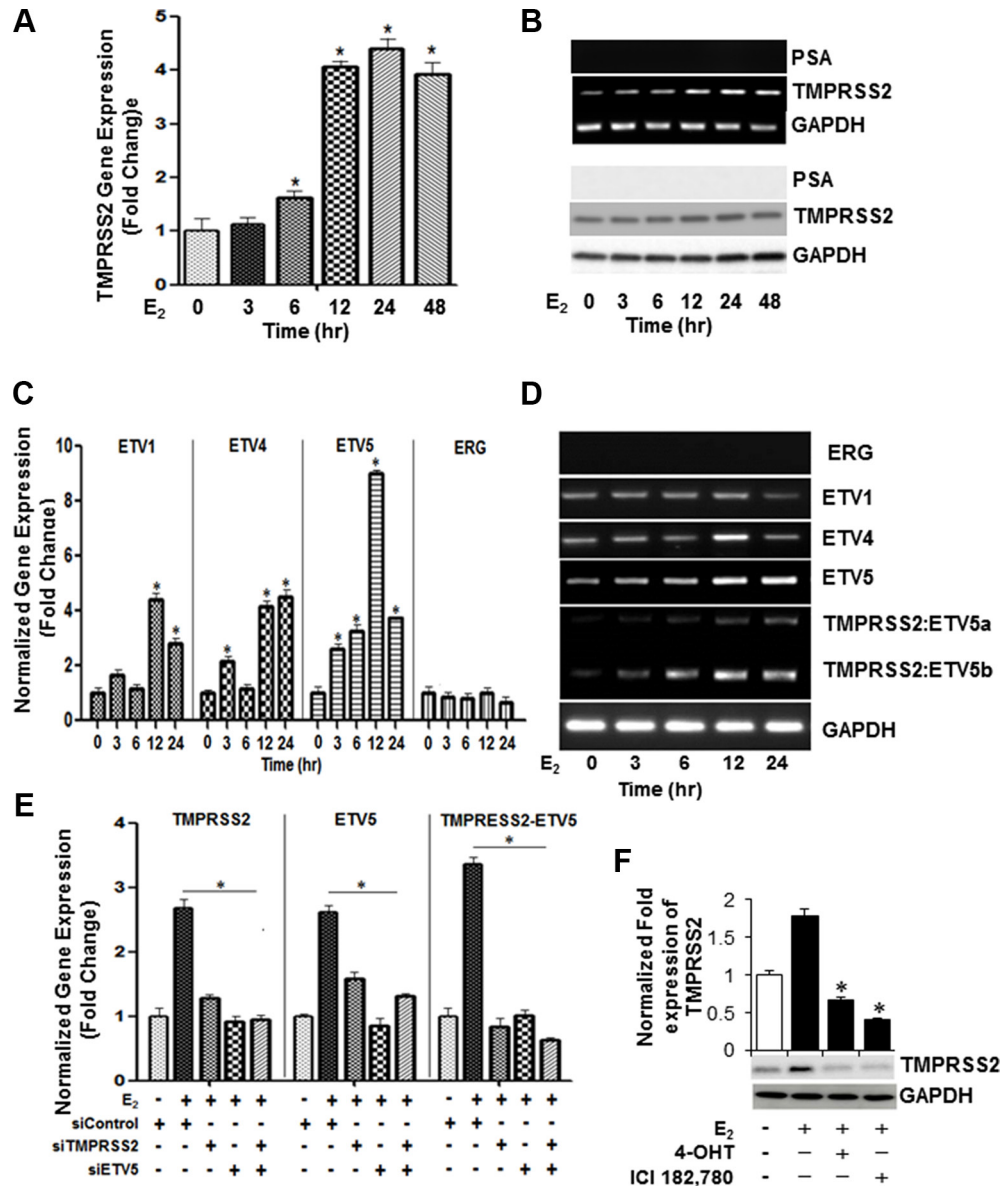 A
TMPRSS2 Gene Expression
(Fold Chang)e
5
4
3
2
1
0
E2 0 3 6 12 24 48
Time (hr)
* * * *
B
PSA
TMPRSS2
GAPDH
PSA
TMPRSS2
GAPDH
E2 0 3 6 12 24 48
Time (hr)
C
Normalized Gene Expression
(Fold Change)
ETV1 ETV4 ETV5 ERG
10
8
6
4
2
0
* * * * * * * * *
0 3 6 12 24 0 3 6 12 24 0 3 6 12 24 0 3 6 12 24
Time (hr)
D
ERG
ETV1
ETV4
ETV5
TMPRSS2:ETV5a
TMPRSS2:ETV5b
GAPDH
E2 0 3 6 12 24
Time (hr)
E
Normalized Gene Expression
(Fold Change)
TMPRSS2 ETV5 TMPRESS2-ETV5
4
3
2
1
0
* * *
E2 - + + + + - + + + + - + + + +
siControl + + - - - + + - - - + + - - -
siTMPRSS2 - - + - + - - + - + - - + - +
siETV5 - - - + + - - - + + - - - + +
F
Normalized Fold
expression of
TMPRSS2
2
1.5
1
0.5
0
* *
TMPRSS2
GAPDH
E2 - + + +
4-OHT - - + -
ICI 182,780 - - - +